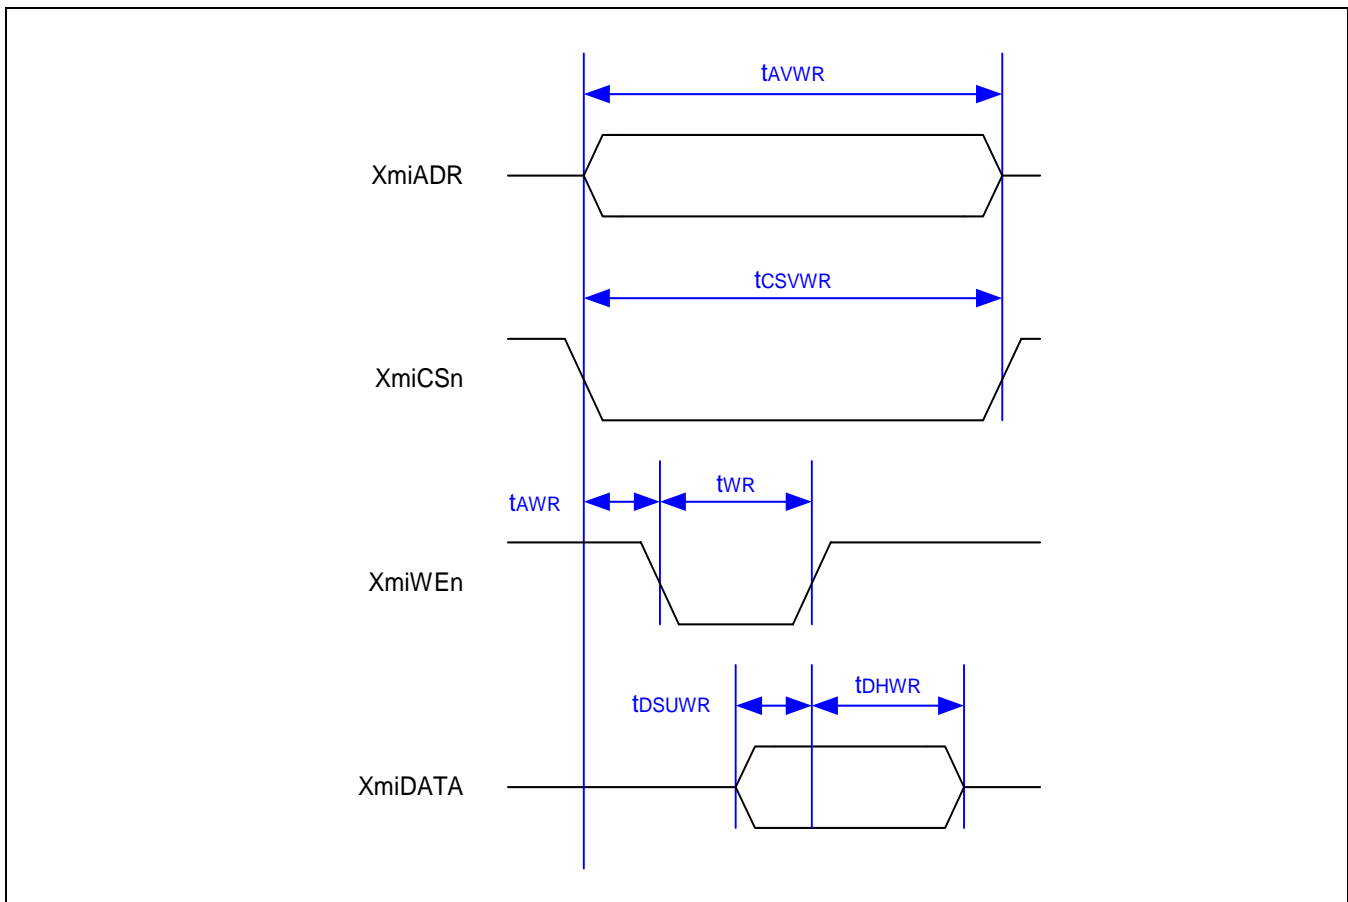 tAVWR
XmiADR
tCSVWR
XmiCSn
tAWR
tWR
XmiWEn
tDSUWR
tDHWR
XmiDATA